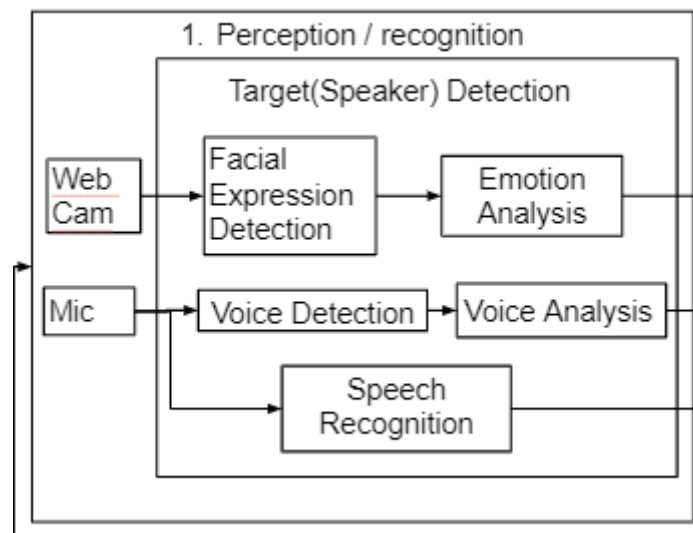 1. Perception / recognition
Target(Speaker) Detection
Web
Cam
Facial
Expression
Detection
Emotion
Analysis
Mic
Voice Detection
Voice Analysis
Speech
Recognition